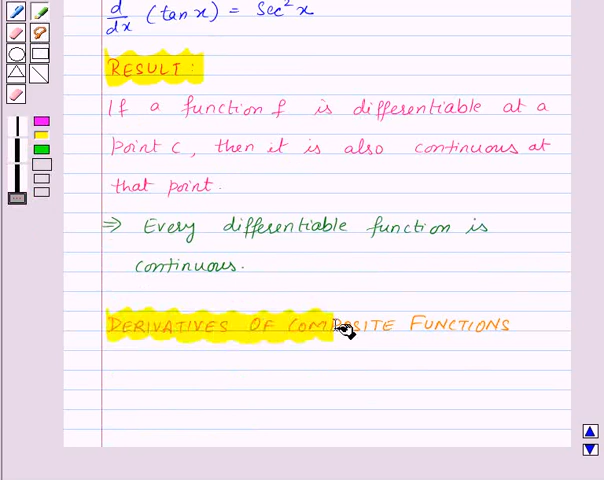 d/dx (tan x) = Sec² x
RESULT:
If a function f is differentiable at a
point c, then it is also continuous at
that point.
⇒ Every differentiable function is
continuous.
DERIVATIVES OF COMPOSITE FUNCTIONS